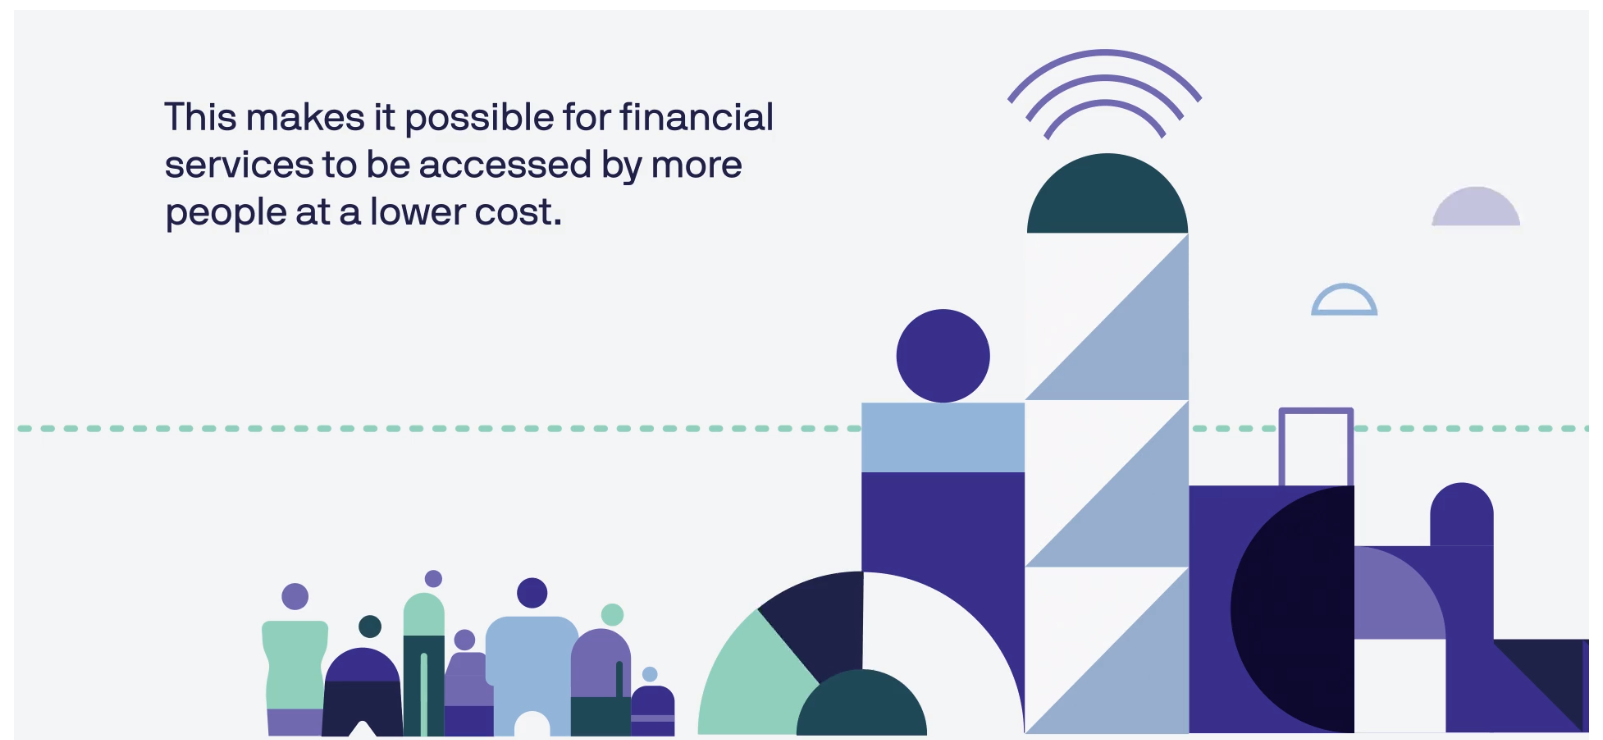 This makes it possible for financial
services to be accessed by more
people at a lower cost.